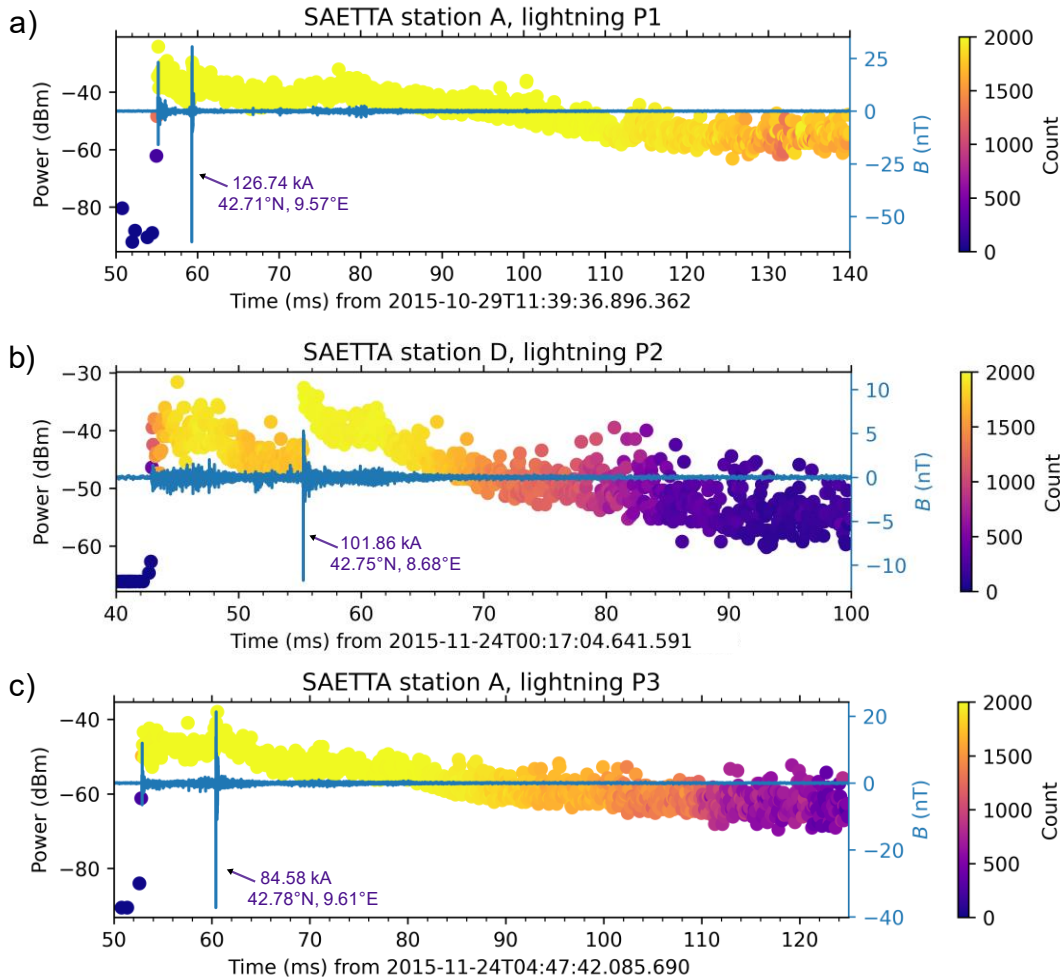 a)
SAETTA station A, lightning P1
Power (dBm)
−40
−60
−80
126.74 kA
42.71°N, 9.57°E
25
0
−25
−50
B (nT)
2000
1500
1000
500
0
Count
50 60 70 80 90 100 110 120 130 140
Time (ms) from 2015-10-29T11:39:36.896.362
b)
SAETTA station D, lightning P2
Power (dBm)
−30
−40
−50
−60
101.86 kA
42.75°N, 8.68°E
10
5
0
−5
−10
B (nT)
2000
1500
1000
500
0
Count
40 50 60 70 80 90 100
Time (ms) from 2015-11-24T00:17:04.641.591
c)
SAETTA station A, lightning P3
Power (dBm)
−40
−60
−80
84.58 kA
42.78°N, 9.61°E
20
0
−20
−40
B (nT)
2000
1500
1000
500
0
Count
50 60 70 80 90 100 110 120
Time (ms) from 2015-11-24T04:47:42.085.690